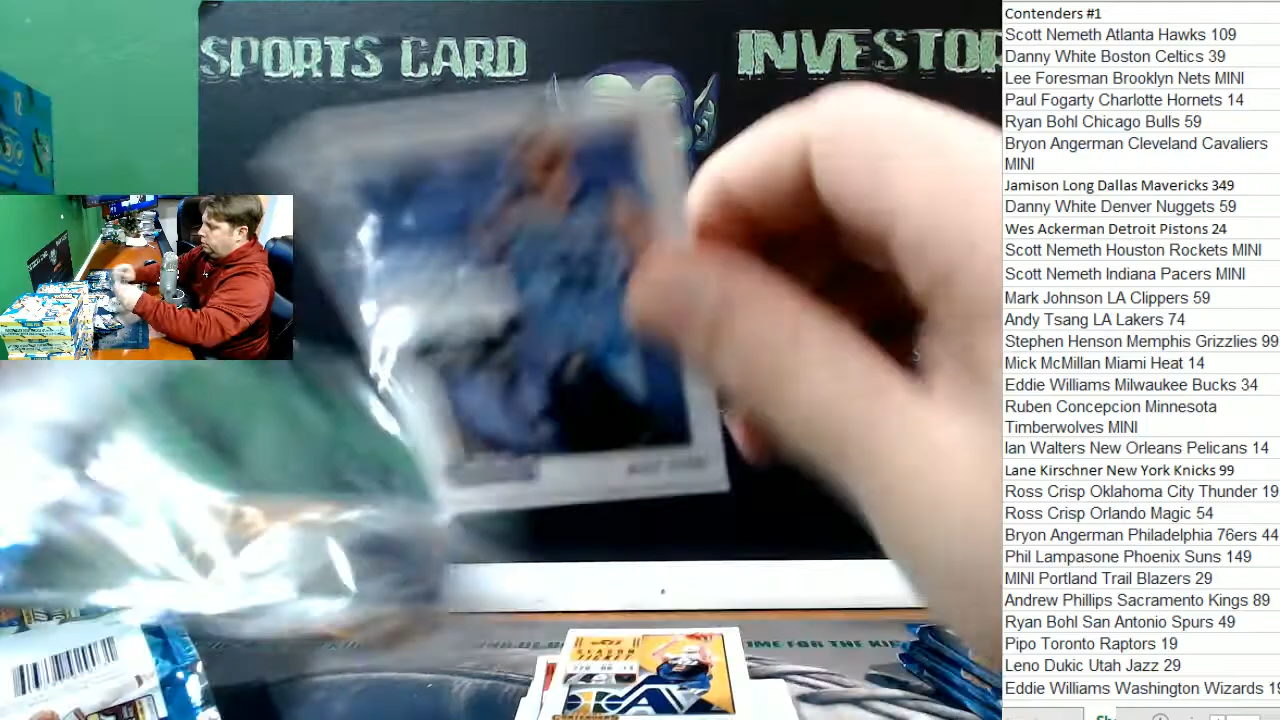 SPORTS CARD INVESTOR
Contenders #1
Scott Nemeth Atlanta Hawks 109
Danny White Boston Celtics 39
Lee Foresman Brooklyn Nets MINI
Paul Fogarty Charlotte Hornets 14
Ryan Bohl Chicago Bulls 59
Bryon Angerman Cleveland Cavaliers
MINI
Jamison Long Dallas Mavericks 349
Danny White Denver Nuggets 59
Wes Ackerman Detroit Pistons 24
Scott Nemeth Houston Rockets MINI
Scott Nemeth Indiana Pacers MINI
Mark Johnson LA Clippers 59
Andy Tsang LA Lakers 74
Stephen Henson Memphis Grizzlies 99
Mick McMillan Miami Heat 14
Eddie Williams Milwaukee Bucks 34
Ruben Concepcion Minnesota
Timberwolves MINI
Ian Walters New Orleans Pelicans 14
Lane Kirschner New York Knicks 99
Ross Crisp Oklahoma City Thunder 19
Ross Crisp Orlando Magic 54
Bryon Angerman Philadelphia 76ers 44
Phil Lampasone Phoenix Suns 149
MINI Portland Trail Blazers 29
Andrew Phillips Sacramento Kings 89
Ryan Bohl San Antonio Spurs 49
Pipo Toronto Raptors 19
Leno Dukic Utah Jazz 29
Eddie Williams Washington Wizards
TIME FOR THE
SEASON
TICKET
CONTENDERS